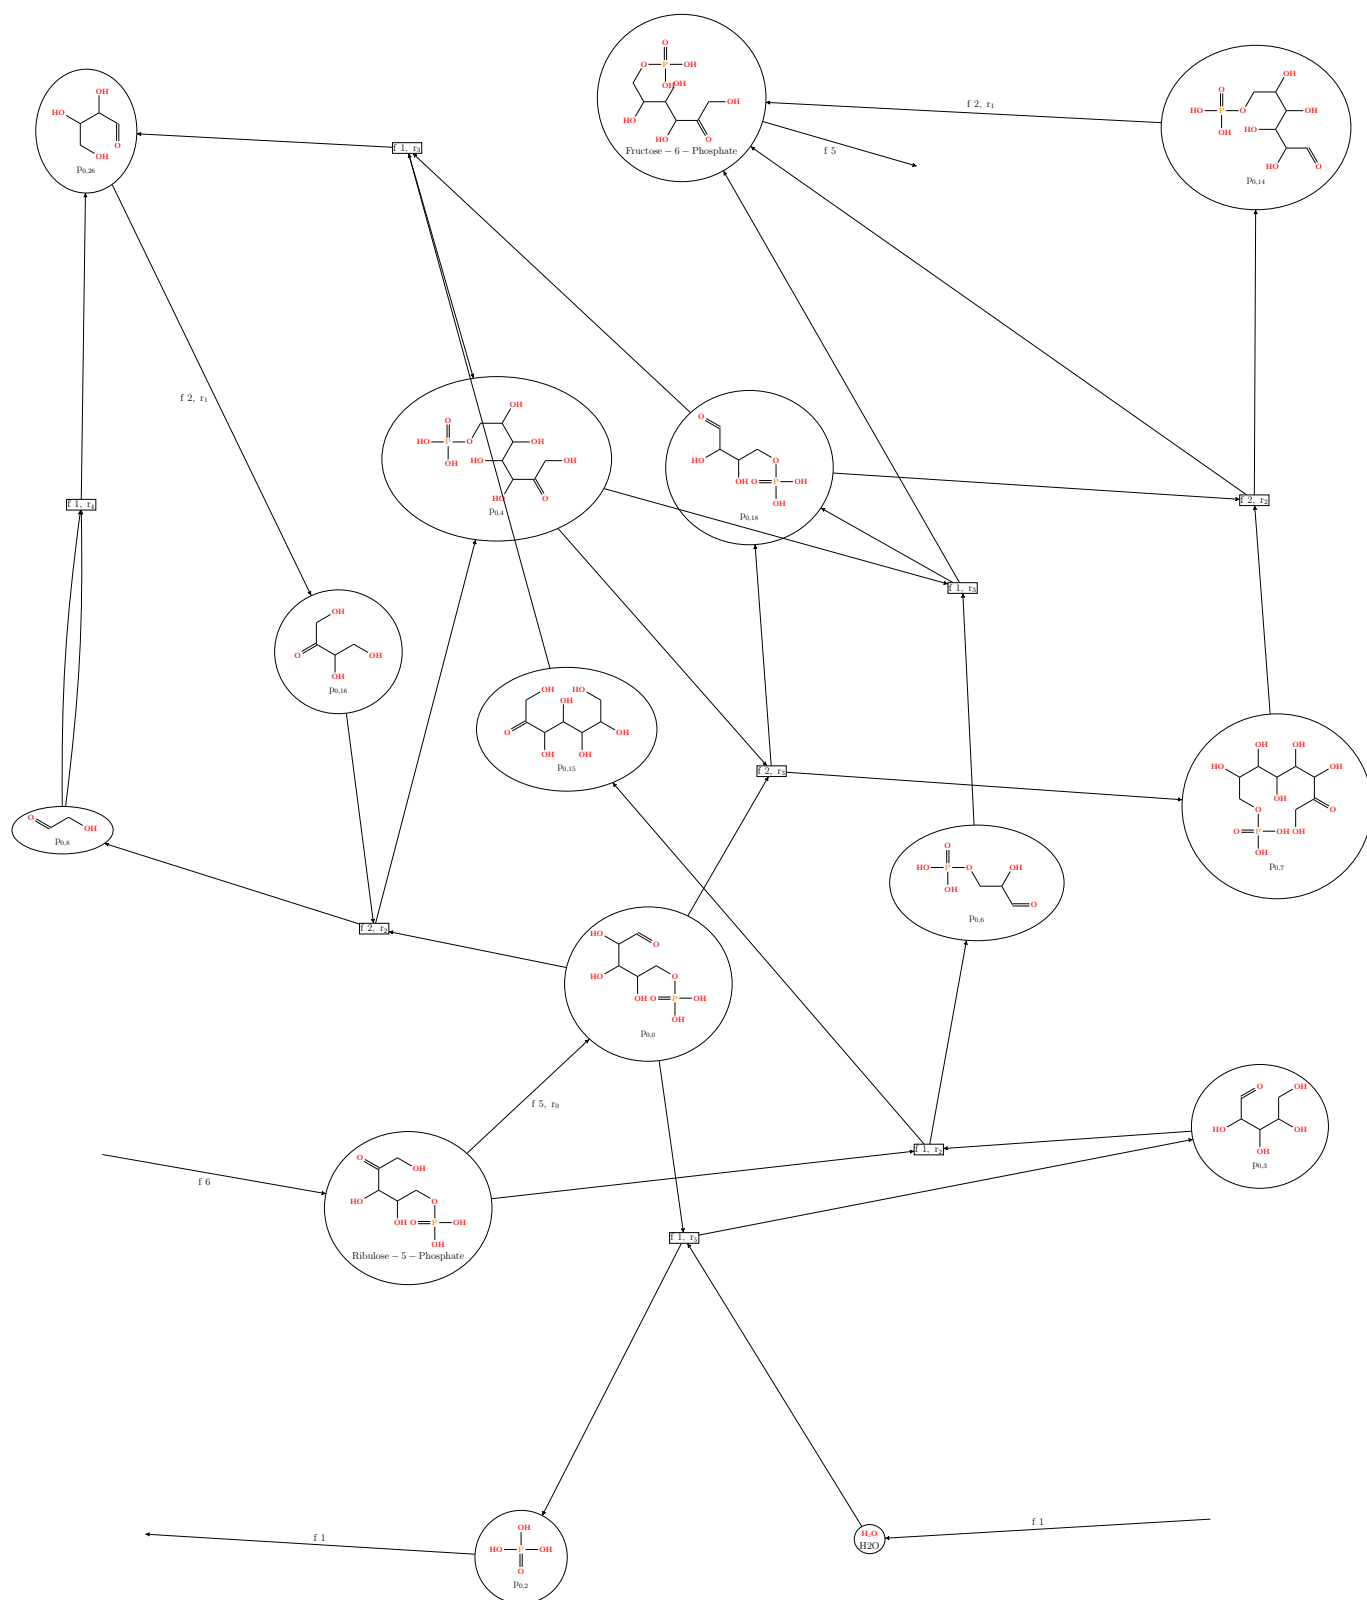 O
P
O
OH
OH
OH
OH
HO
HO
O
Fructose – 6 – Phosphate
f 5
f 2, r₁
OH
O
HO
P
O
OH
OH
HO
HO
O
p₀,₁₄
OH
HO
O
OH
p₀,₂₆
f 1, r₃
f 2, r₁
OH
O
HO
P
O
OH
OH
HO
OH
HO
O
p₀,₄
O
HO
O
OH
O
P
OH
OH
p₀,₁₈
f 1, r₄
f 2, r₂
f 1, r₃
OH
O
OH
OH
p₀,₁₆
OH
HO
OH
O
OH
OH
OH
p₀,₁₅
f 2, r₃
OH
OH
HO
OH
OH
O
O
O
P
OH
OH
OH
p₀,₇
O
OH
p₀,₈
O
OH
HO
P
O
OH
O
p₀,₆
f 2, r₂
HO
O
HO
O
OH
O
P
OH
OH
p₀,₀
f 5, r₀
O
OH
HO
OH
OH
p₀,₃
f 1, r₂
f 6
O
OH
HO
O
OH
O
P
OH
OH
Ribulose – 5 – Phosphate
f 1, r₅
f 1
OH
HO
P
OH
O
p₀,₂
f 1
H₂O
H2O